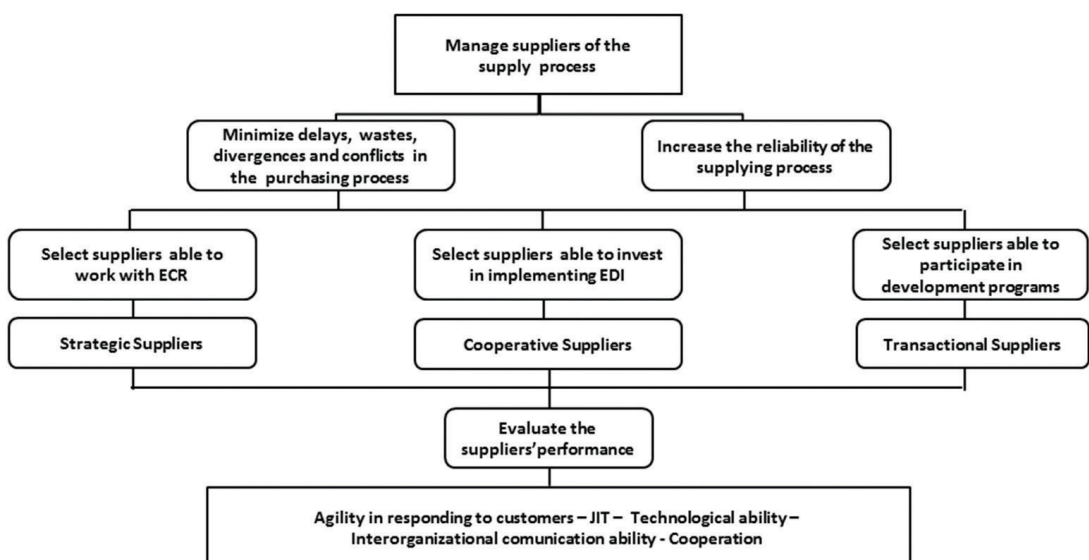 Manage suppliers of the
supply process
Minimize delays, wastes,
divergences and conflicts in
the purchasing process
Increase the reliability of the
supplying process
Select suppliers able to
work with ECR
Select suppliers able to invest
in implementing EDI
Select suppliers able to
participate in
development programs
Strategic Suppliers
Cooperative Suppliers
Transactional Suppliers
Evaluate the
suppliers'performance
Agility in responding to customers – JIT – Technological ability –
Interorganizational comunication ability - Cooperation